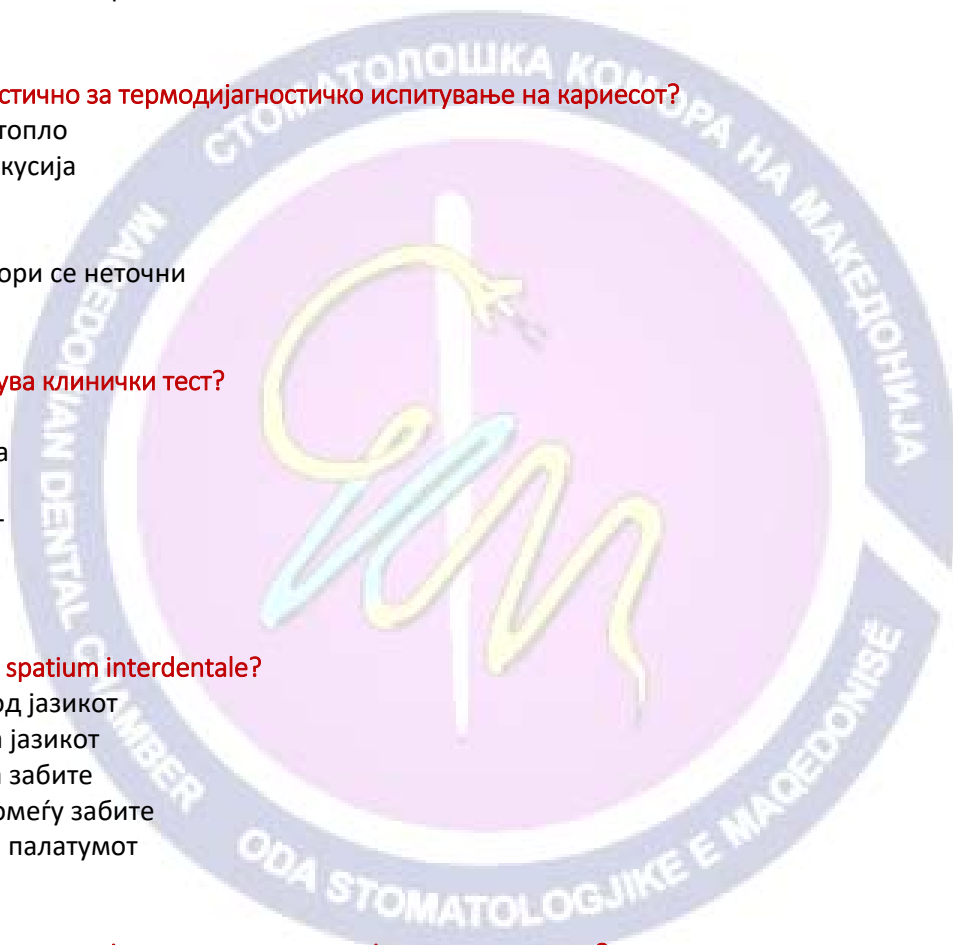 стично за термодијагностичко испитување на кариесот?
топло
кусија
ори се неточни
ува клинички тест?
а
spatium interdentale?
од јазикот
а јазикот
а забите
омеѓу забите
палатумот
СТОМАТОЛОШКА КОМОРА НА МАКЕДОНИЈА
MAKEDONIAN DENTAL CHAMBER
ODA STOMATOLOGJIKE E MAQEDONISË